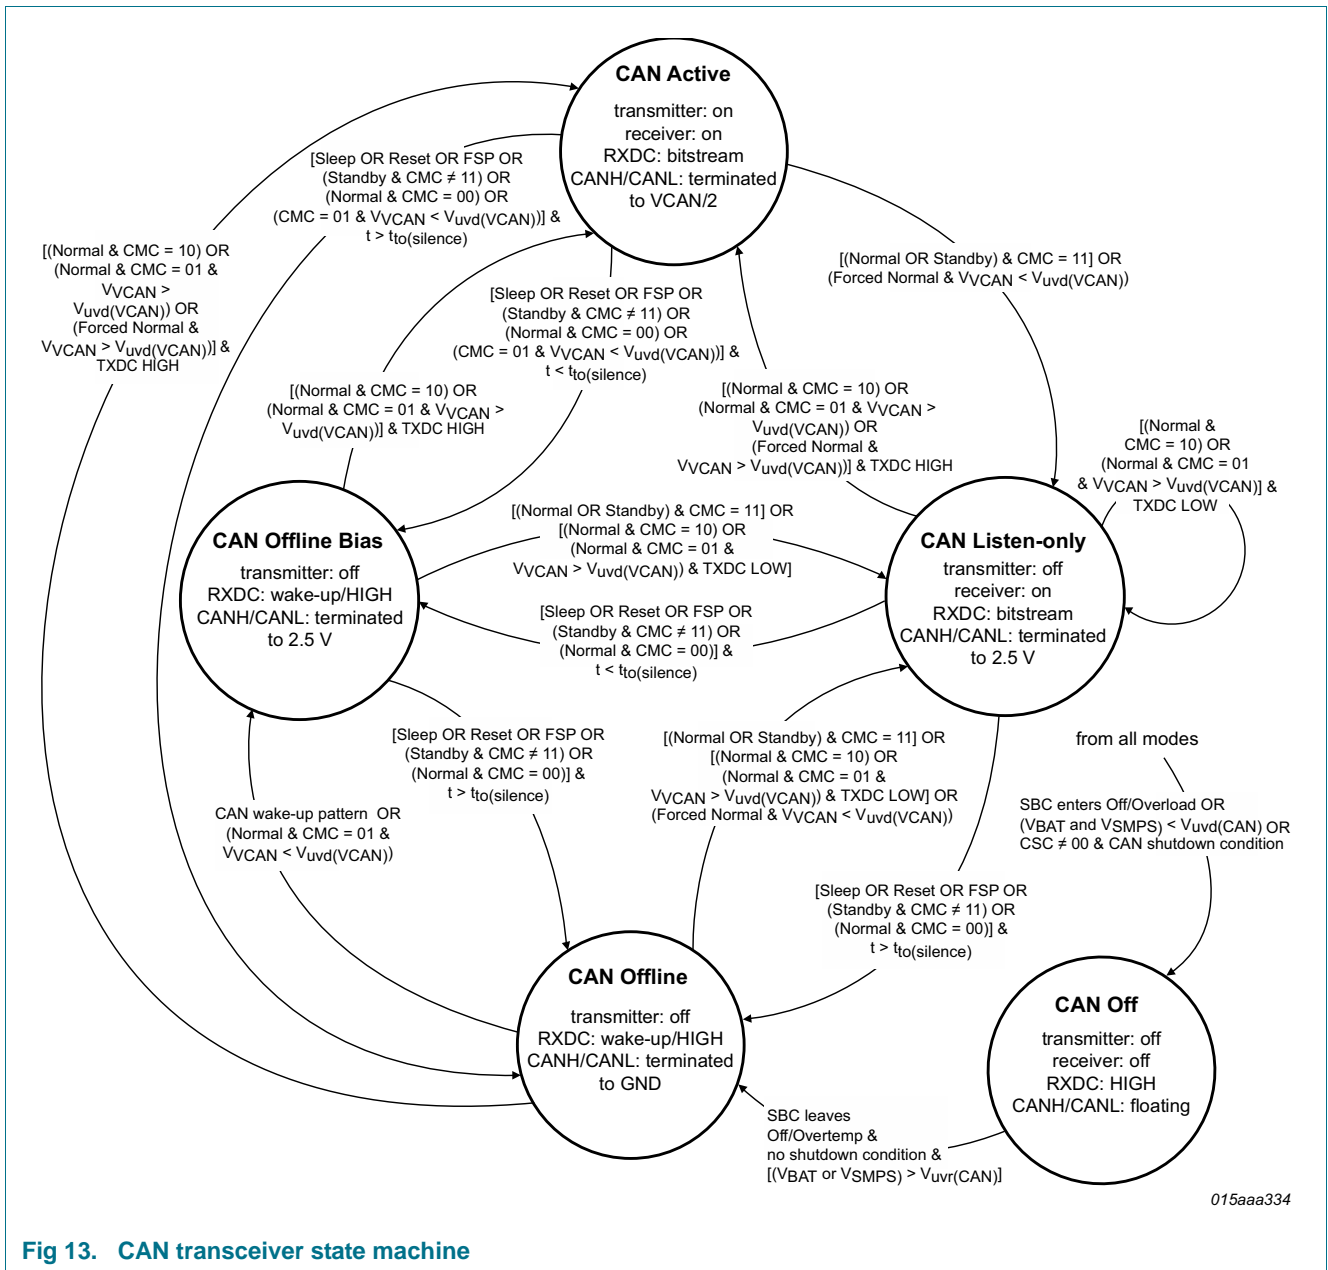 CAN Active
transmitter: on
receiver: on
RXDC: bitstream
CANH/CANL: terminated
to VCAN/2
[Sleep OR Reset OR FSP OR
(Standby & CMC ≠ 11) OR
(Normal & CMC = 00) OR
(CMC = 01 & VVCAN < Vuvd(VCAN))] &
t > tto(silence)
[(Normal & CMC = 10) OR
(Normal & CMC = 01 &
VVCAN >
Vuvd(VCAN)) OR
(Forced Normal &
VVCAN > Vuvd(VCAN))] &
TXDC HIGH
[(Normal OR Standby) & CMC = 11] OR
(Forced Normal & VVCAN < Vuvd(VCAN))
[Sleep OR Reset OR FSP OR
(Standby & CMC ≠ 11) OR
(Normal & CMC = 00) OR
(CMC = 01 & VVCAN < Vuvd(VCAN))] &
t < tto(silence)
[(Normal & CMC = 10) OR
(Normal & CMC = 01 & VVCAN >
Vuvd(VCAN))] & TXDC HIGH
[(Normal & CMC = 10) OR
(Normal & CMC = 01 & VVCAN >
Vuvd(VCAN)) OR
(Forced Normal &
VVCAN > Vuvd(VCAN))] & TXDC HIGH
[(Normal &
CMC = 10) OR
(Normal & CMC = 01
& VVCAN > Vuvd(VCAN)] &
TXDC LOW
CAN Offline Bias
transmitter: off
RXDC: wake-up/HIGH
CANH/CANL: terminated
to 2.5 V
[(Normal OR Standby) & CMC = 11] OR
[(Normal & CMC = 10) OR
(Normal & CMC = 01 &
VVCAN > Vuvd(VCAN)) & TXDC LOW]
CAN Listen-only
transmitter: off
receiver: on
RXDC: bitstream
CANH/CANL: terminated
to 2.5 V
[Sleep OR Reset OR FSP OR
(Standby & CMC ≠ 11) OR
(Normal & CMC = 00)] &
t < tto(silence)
[Sleep OR Reset OR FSP OR
(Standby & CMC ≠ 11) OR
(Normal & CMC = 00)] &
t > tto(silence)
[(Normal OR Standby) & CMC = 11] OR
[(Normal & CMC = 10) OR
(Normal & CMC = 01 &
VVCAN > Vuvd(VCAN)) & TXDC LOW] OR
(Forced Normal & VVCAN < Vuvd(VCAN))
from all modes
SBC enters Off/Overload OR
(VBAT and VSMPS) < Vuvd(CAN) OR
CSC ≠ 00 & CAN shutdown condition
CAN wake-up pattern OR
(Normal & CMC = 01 &
VVCAN < Vuvd(VCAN))
[Sleep OR Reset OR FSP OR
(Standby & CMC ≠ 11) OR
(Normal & CMC = 00)] &
t > tto(silence)
CAN Offline
transmitter: off
RXDC: wake-up/HIGH
CANH/CANL: terminated
to GND
CAN Off
transmitter: off
receiver: off
RXDC: HIGH
CANH/CANL: floating
SBC leaves
Off/Overtemp &
no shutdown condition &
[(VBAT or VSMPS) > Vuvr(CAN)]
015aaa334
Fig 13. CAN transceiver state machine